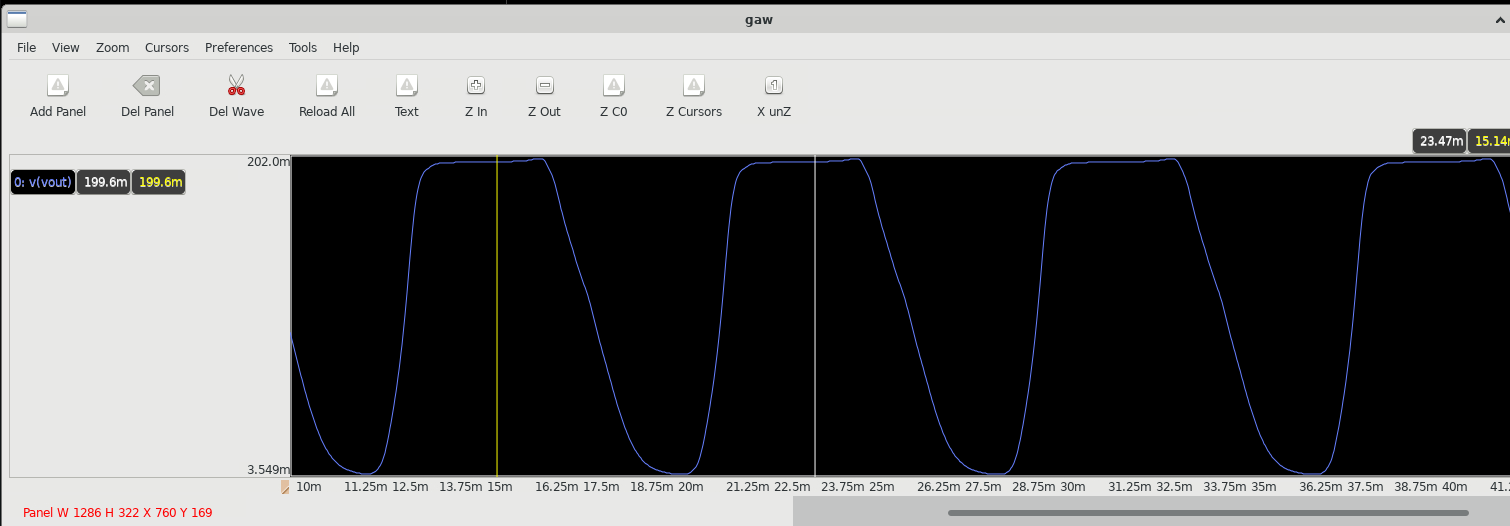 gaw
File View Zoom Cursors Preferences Tools Help
Add Panel Del Panel Del Wave Reload All Text Z In Z Out Z C0 Z Cursors X unZ
23.47m 15.14
202.0m
0: v(vout) 199.6m 199.6m
3.549m
10m 11.25m 12.5m 13.75m 15m 16.25m 17.5m 18.75m 20m 21.25m 22.5m 23.75m 25m 26.25m 27.5m 28.75m 30m 31.25m 32.5m 33.75m 35m 36.25m 37.5m 38.75m 40m 41.2
Panel W 1286 H 322 X 760 Y 169